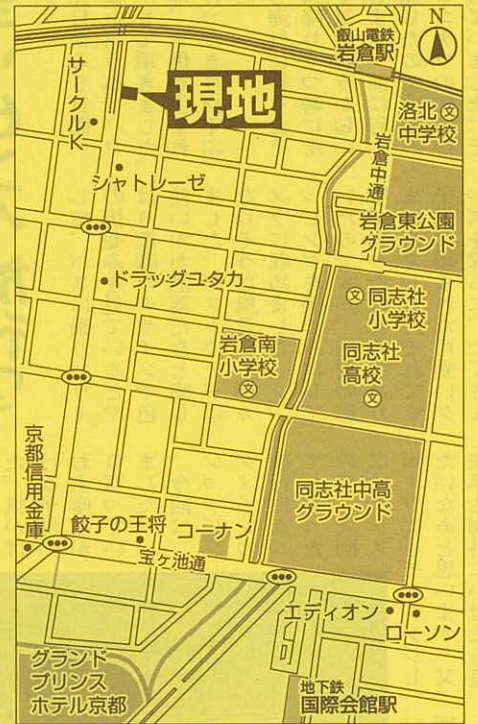 N
叡山電鉄
岩倉駅
サークルK
現地
洛北
中学校
文
岩倉中通
シャトレーゼ
岩倉東公園
グラウンド
ドラッグユタカ
文
同志社
小学校
岩倉南
小学校
文
同志社
高校
文
京都信用金庫
同志社中高
グラウンド
餃子の王将
コーナン
宝ヶ池通
エディオン
ローソン
グランド
プリンス
ホテル京都
地下鉄
国際会館駅